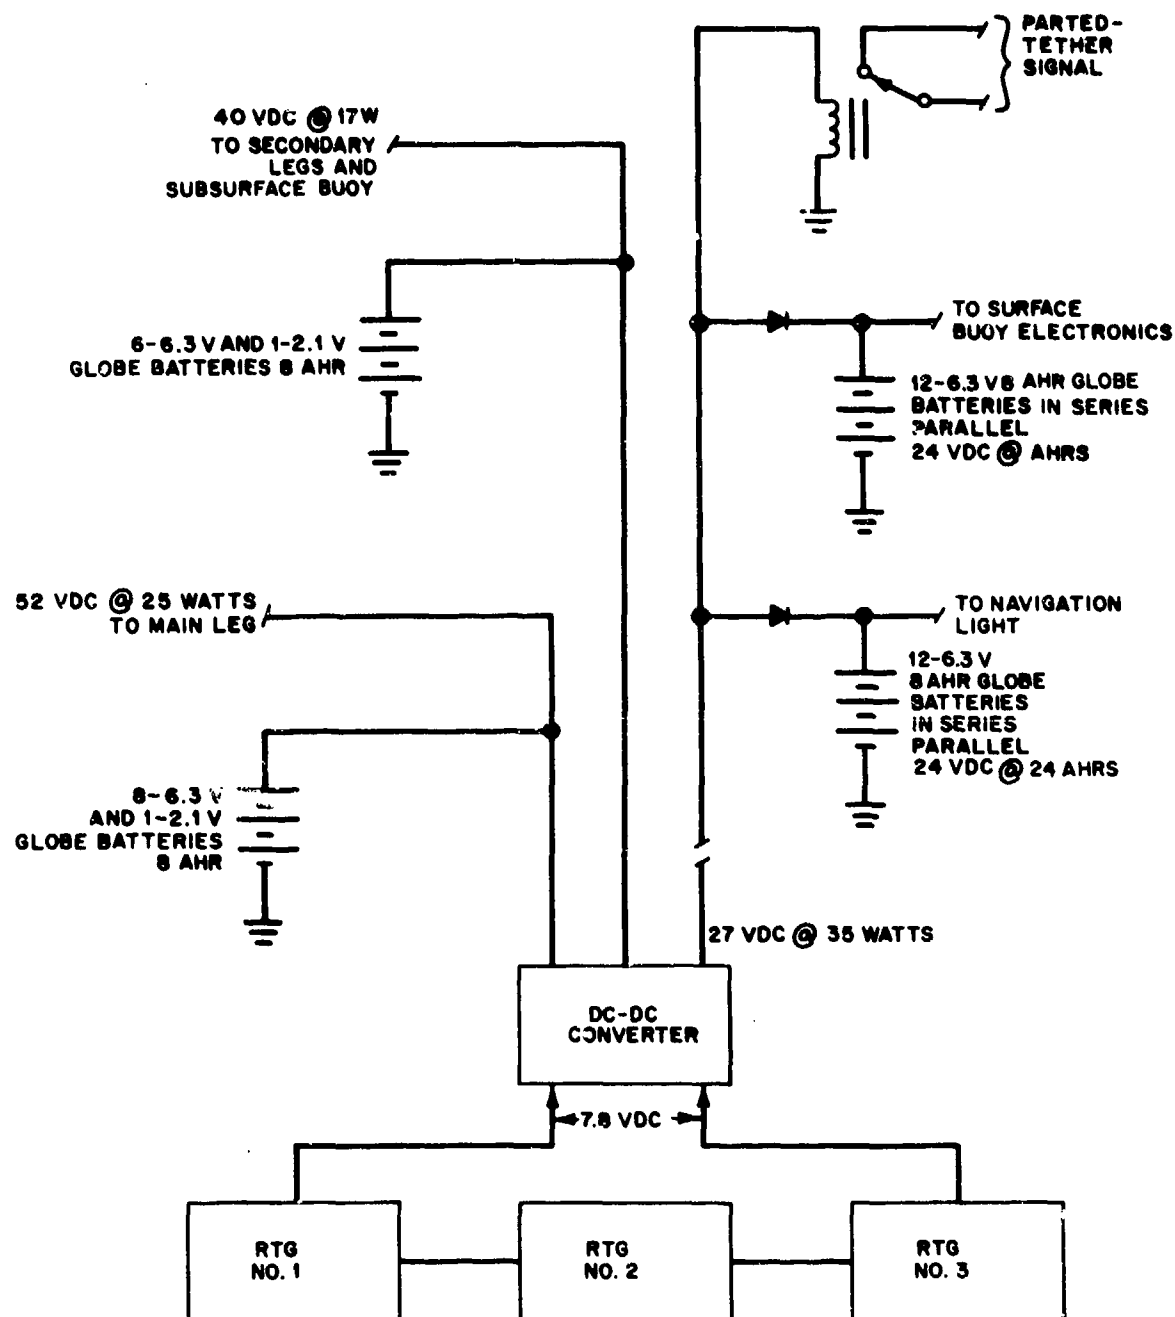 PARTED-
TETHER
SIGNAL
40 VDC @ 17W
TO SECONDARY
LEGS AND
SUBSURFACE BUOY
6-6.3 V AND 1-2.1 V
GLOBE BATTERIES 8 AHR
TO SURFACE
BUOY ELECTRONICS
12-6.3 V8 AHR GLOBE
BATTERIES IN SERIES
PARALLEL
24 VDC @ AHRS
52 VDC @ 25 WATTS
TO MAIN LEG
TO NAVIGATION
LIGHT
12-6.3 V
8 AHR GLOBE
BATTERIES
IN SERIES
PARALLEL
24 VDC @ 24 AHRS
8-6.3 V
AND 1-2.1 V
GLOBE BATTERIES
8 AHR
27 VDC @ 35 WATTS
DC-DC
CONVERTER
7.8 VDC
RTG
NO. 1
RTG
NO. 2
RTG
NO. 3